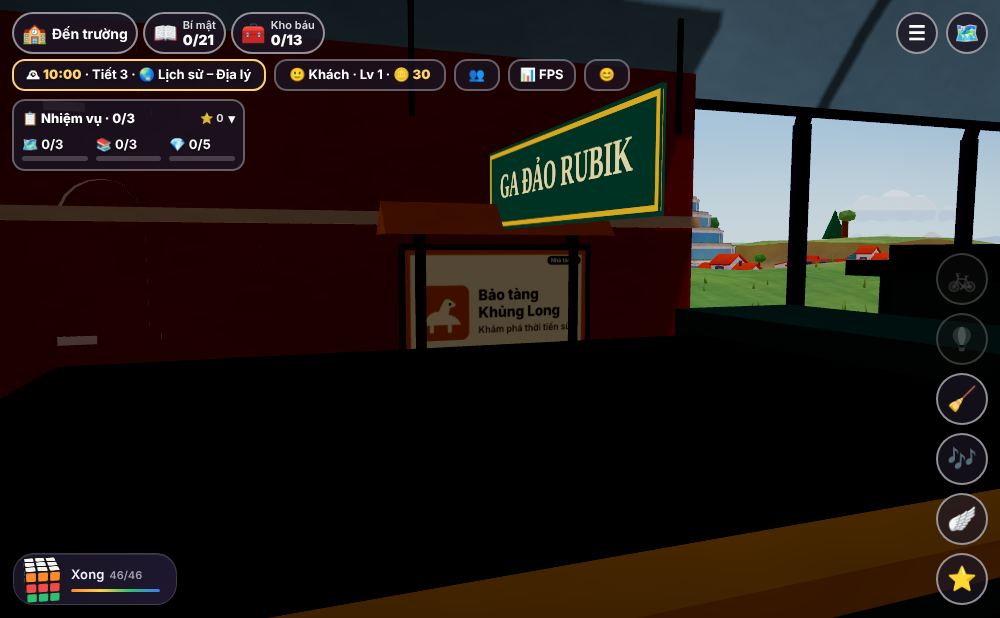 Đến trường
Bí mật
0/21
Kho báu
0/13
10:00 · Tiết 3 · Lịch sử – Địa lý
Khách · Lv 1 · 30
FPS
Nhiệm vụ · 0/3
0
0/3
0/3
0/5
GA ĐẢO RUBIK
Bảo tàng
Khủng Long
Khám phá thời tiền sử
Xong 46/46